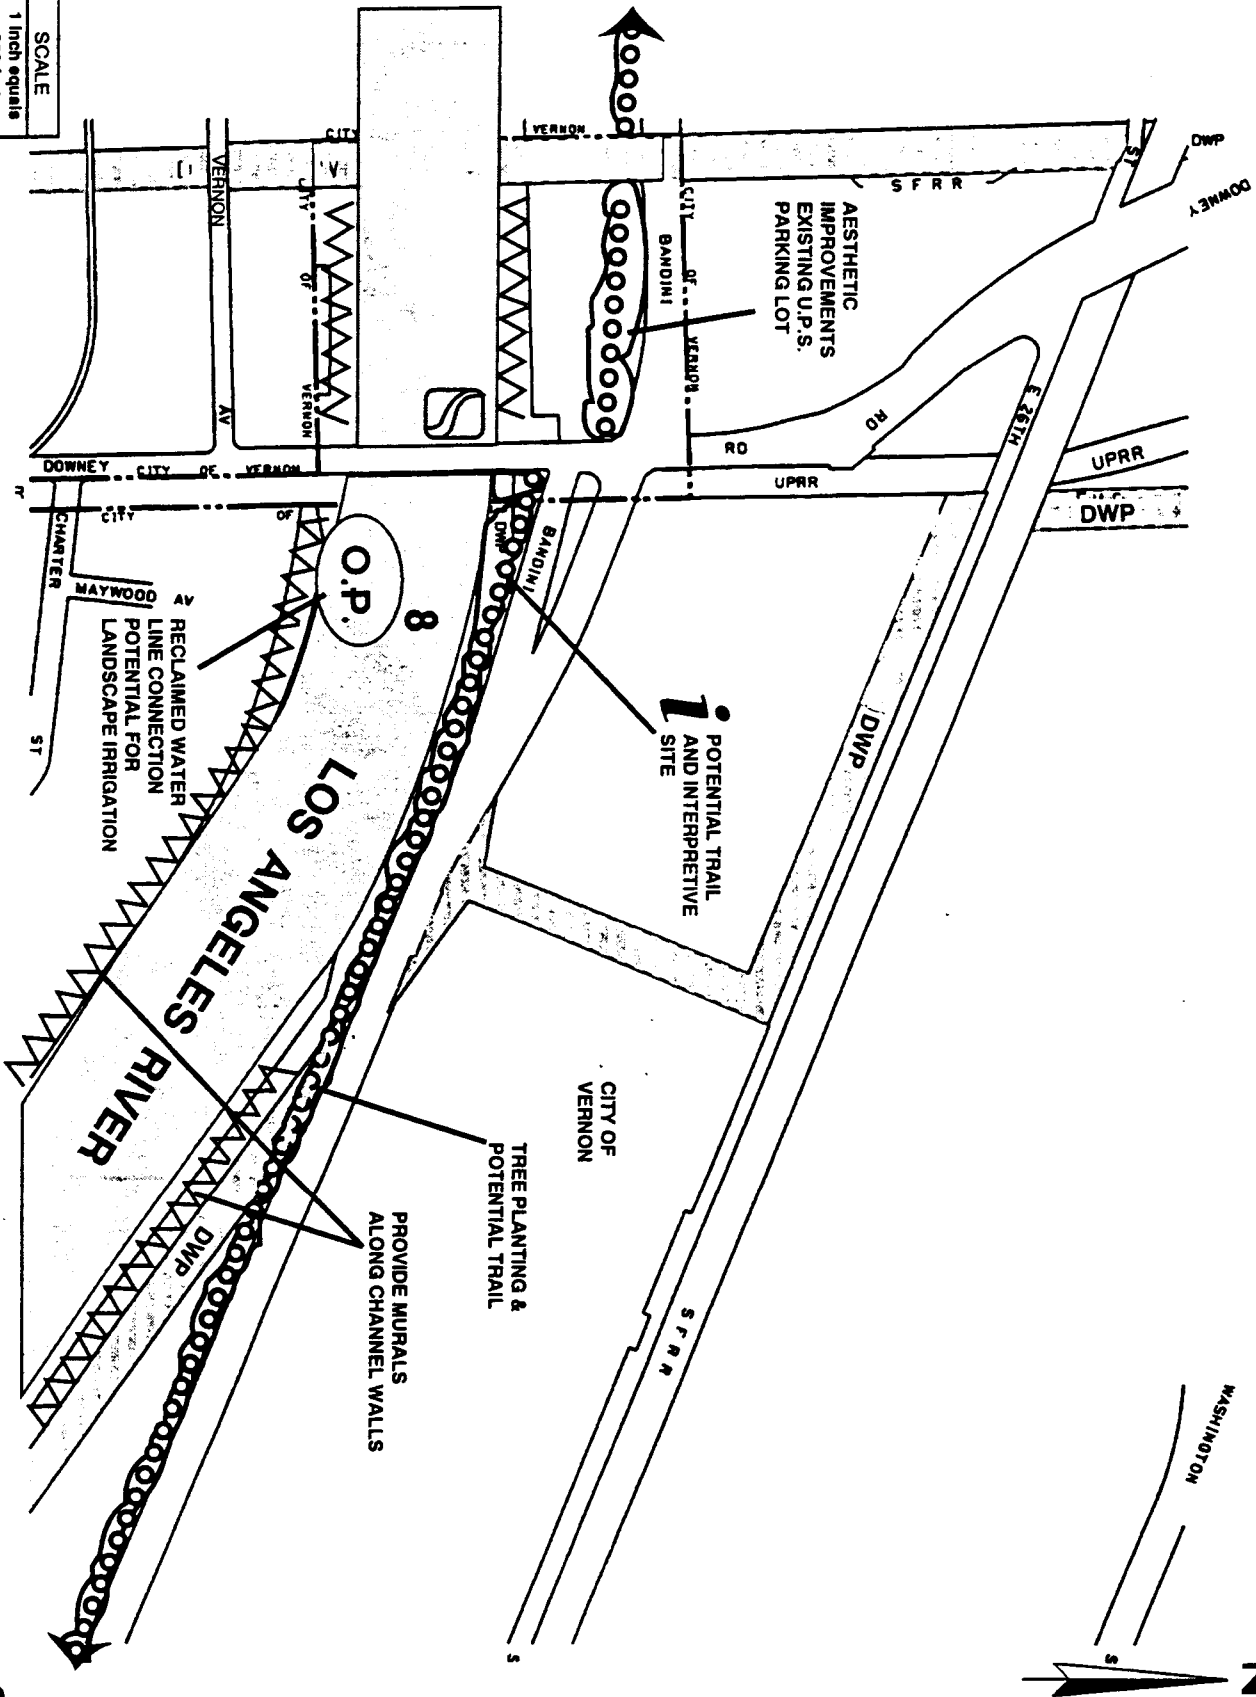 SCALE
1 inch equals
VERNON
CITY
VERNON
CITY
OF
VERNON
AV
DOWNEY
CITY OF VERNON
CITY
OF
CHARTER
ST
MAYWOOD AV
RECLAIMED WATER
LINE CONNECTION
POTENTIAL FOR
LANDSCAPE IRRIGATION
O.P.
8
LOS ANGELES RIVER
BANDINI
CITY
OF
VERNON
AESTHETIC
IMPROVEMENTS
EXISTING U.P.S.
PARKING LOT
SFRR
ST
DWP
DOWNEY
RD
RD
E 26TH
UPRR
UPRR
DWP
DWP
BANDINI
DWP
i
POTENTIAL TRAIL
AND INTERPRETIVE
SITE
CITY OF
VERNON
TREE PLANTING &
POTENTIAL TRAIL
PROVIDE MURALS
ALONG CHANNEL WALLS
DWP
SFRR
S
WASHINGTON
S